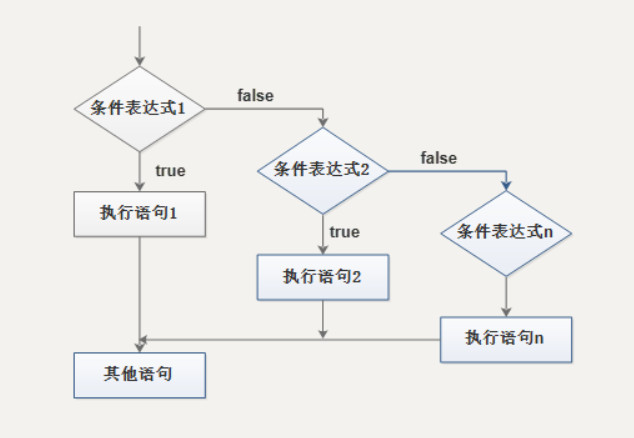 条件表达式1
false
true
执行语句1
条件表达式2
false
true
执行语句2
条件表达式n
执行语句n
其他语句